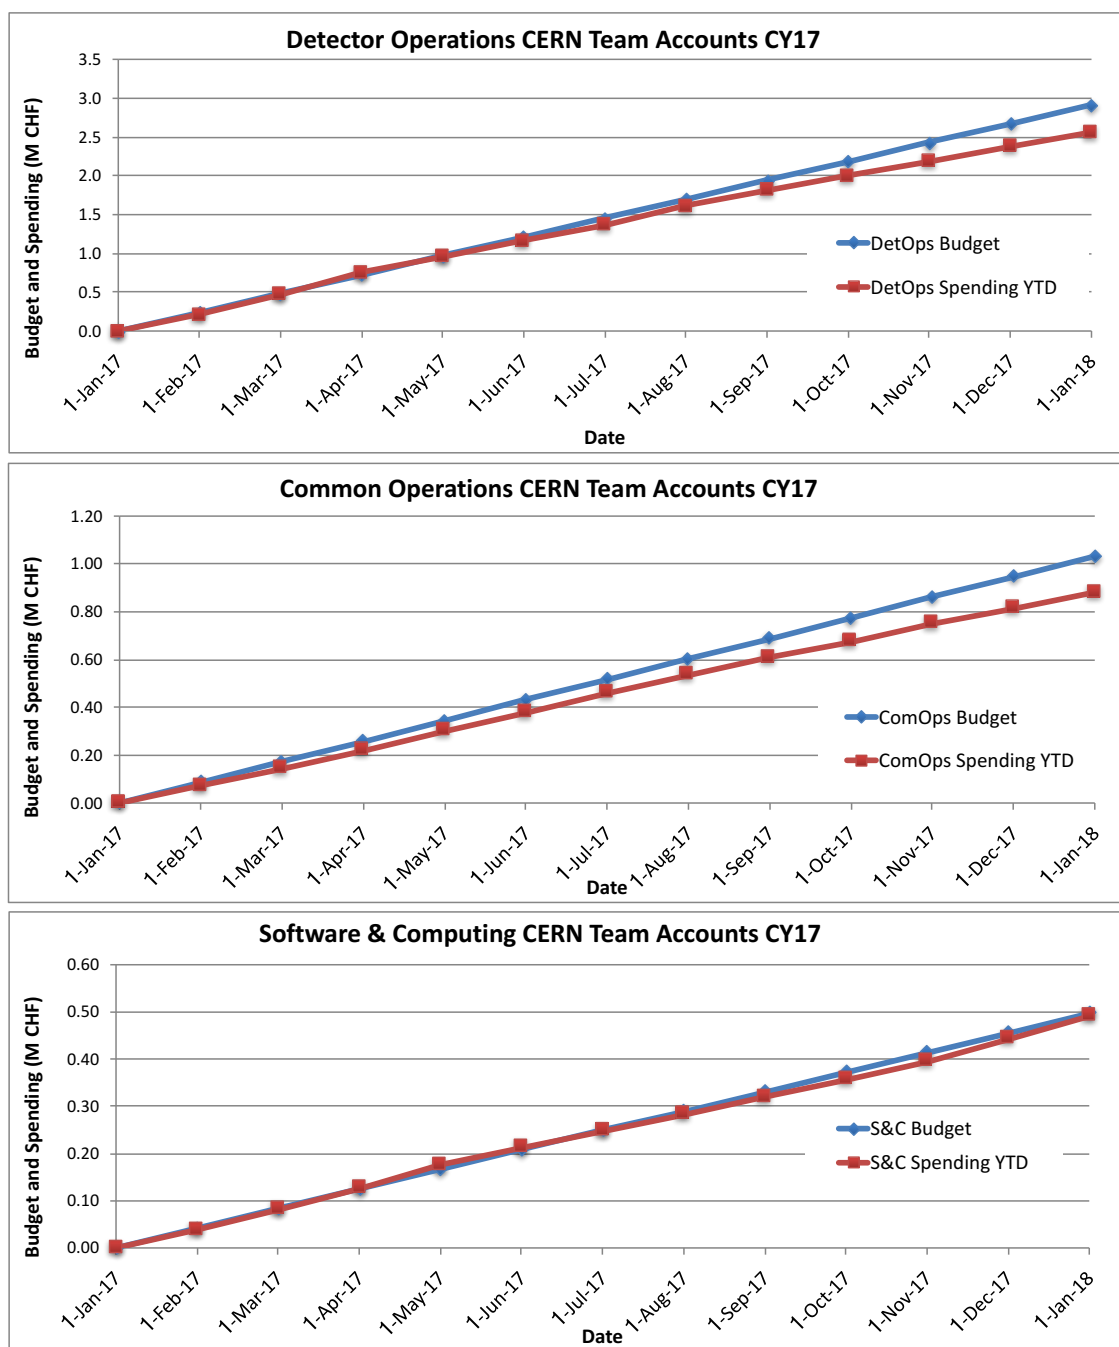 Detector Operations CERN Team Accounts CY17
Budget and Spending (M CHF)
3.5
3.0
2.5
2.0
1.5
1.0
0.5
0.0
DetOps Budget
DetOps Spending YTD
1-Jan-17
1-Feb-17
1-Mar-17
1-Apr-17
1-May-17
1-Jun-17
1-Jul-17
1-Aug-17
1-Sep-17
1-Oct-17
1-Nov-17
1-Dec-17
1-Jan-18
Date
Common Operations CERN Team Accounts CY17
Budget and Spending (M CHF)
1.20
1.00
0.80
0.60
0.40
0.20
0.00
ComOps Budget
ComOps Spending YTD
1-Jan-17
1-Feb-17
1-Mar-17
1-Apr-17
1-May-17
1-Jun-17
1-Jul-17
1-Aug-17
1-Sep-17
1-Oct-17
1-Nov-17
1-Dec-17
1-Jan-18
Date
Software & Computing CERN Team Accounts CY17
Budget and Spending (M CHF)
0.60
0.50
0.40
0.30
0.20
0.10
0.00
S&C Budget
S&C Spending YTD
1-Jan-17
1-Feb-17
1-Mar-17
1-Apr-17
1-May-17
1-Jun-17
1-Jul-17
1-Aug-17
1-Sep-17
1-Oct-17
1-Nov-17
1-Dec-17
1-Jan-18
Date